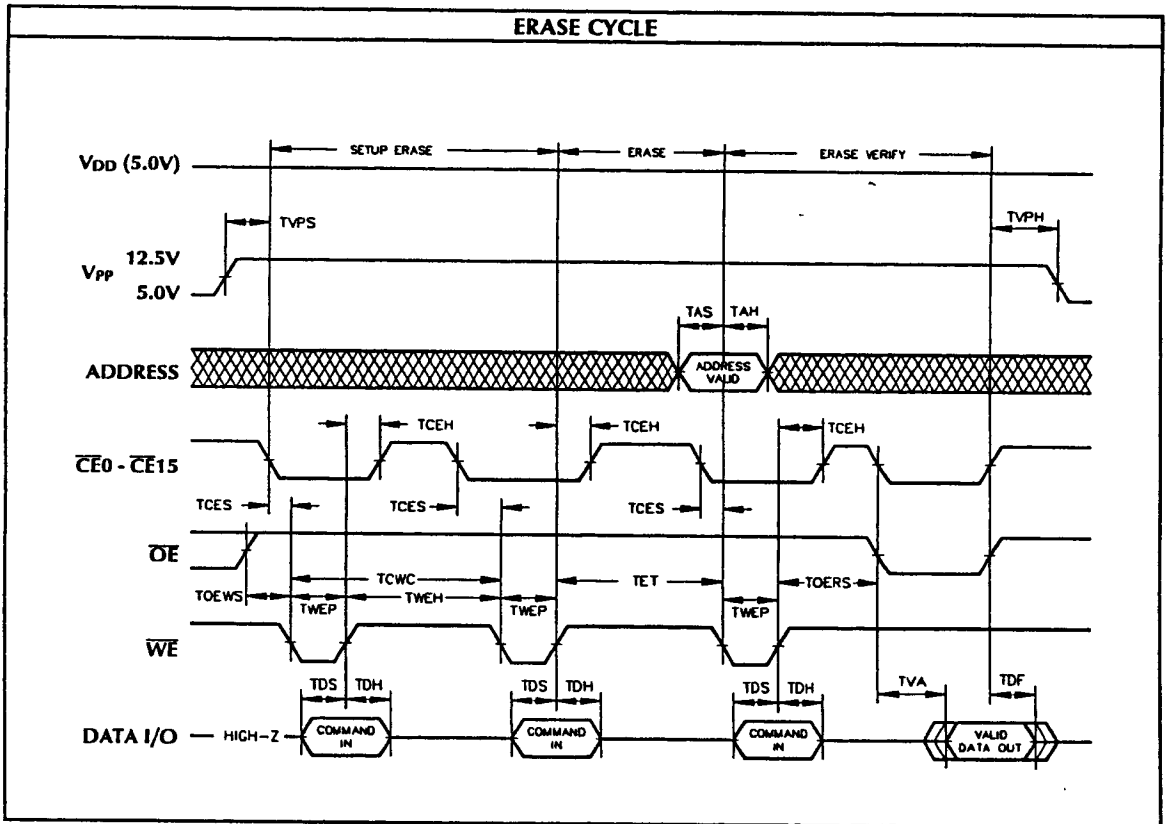 ERASE CYCLE
VDD (5.0V)
SETUP ERASE
ERASE
ERASE VERIFY
TVPS
TVPH
VPP
12.5V
5.0V
TAS
TAH
ADDRESS
ADDRESS
VALID
TCEH
TCEH
TCEH
CE0 - CE15
TCES
TCES
TCES
OE
TCWC
TET
TOERS
TOEWS
TWEP
TWEH
TWEP
TWEP
WE
TDS
TDH
TDS
TDH
TDS
TDH
TVA
TDF
DATA I/O
HIGH-Z
COMMAND
IN
COMMAND
IN
COMMAND
IN
VALID
DATA OUT